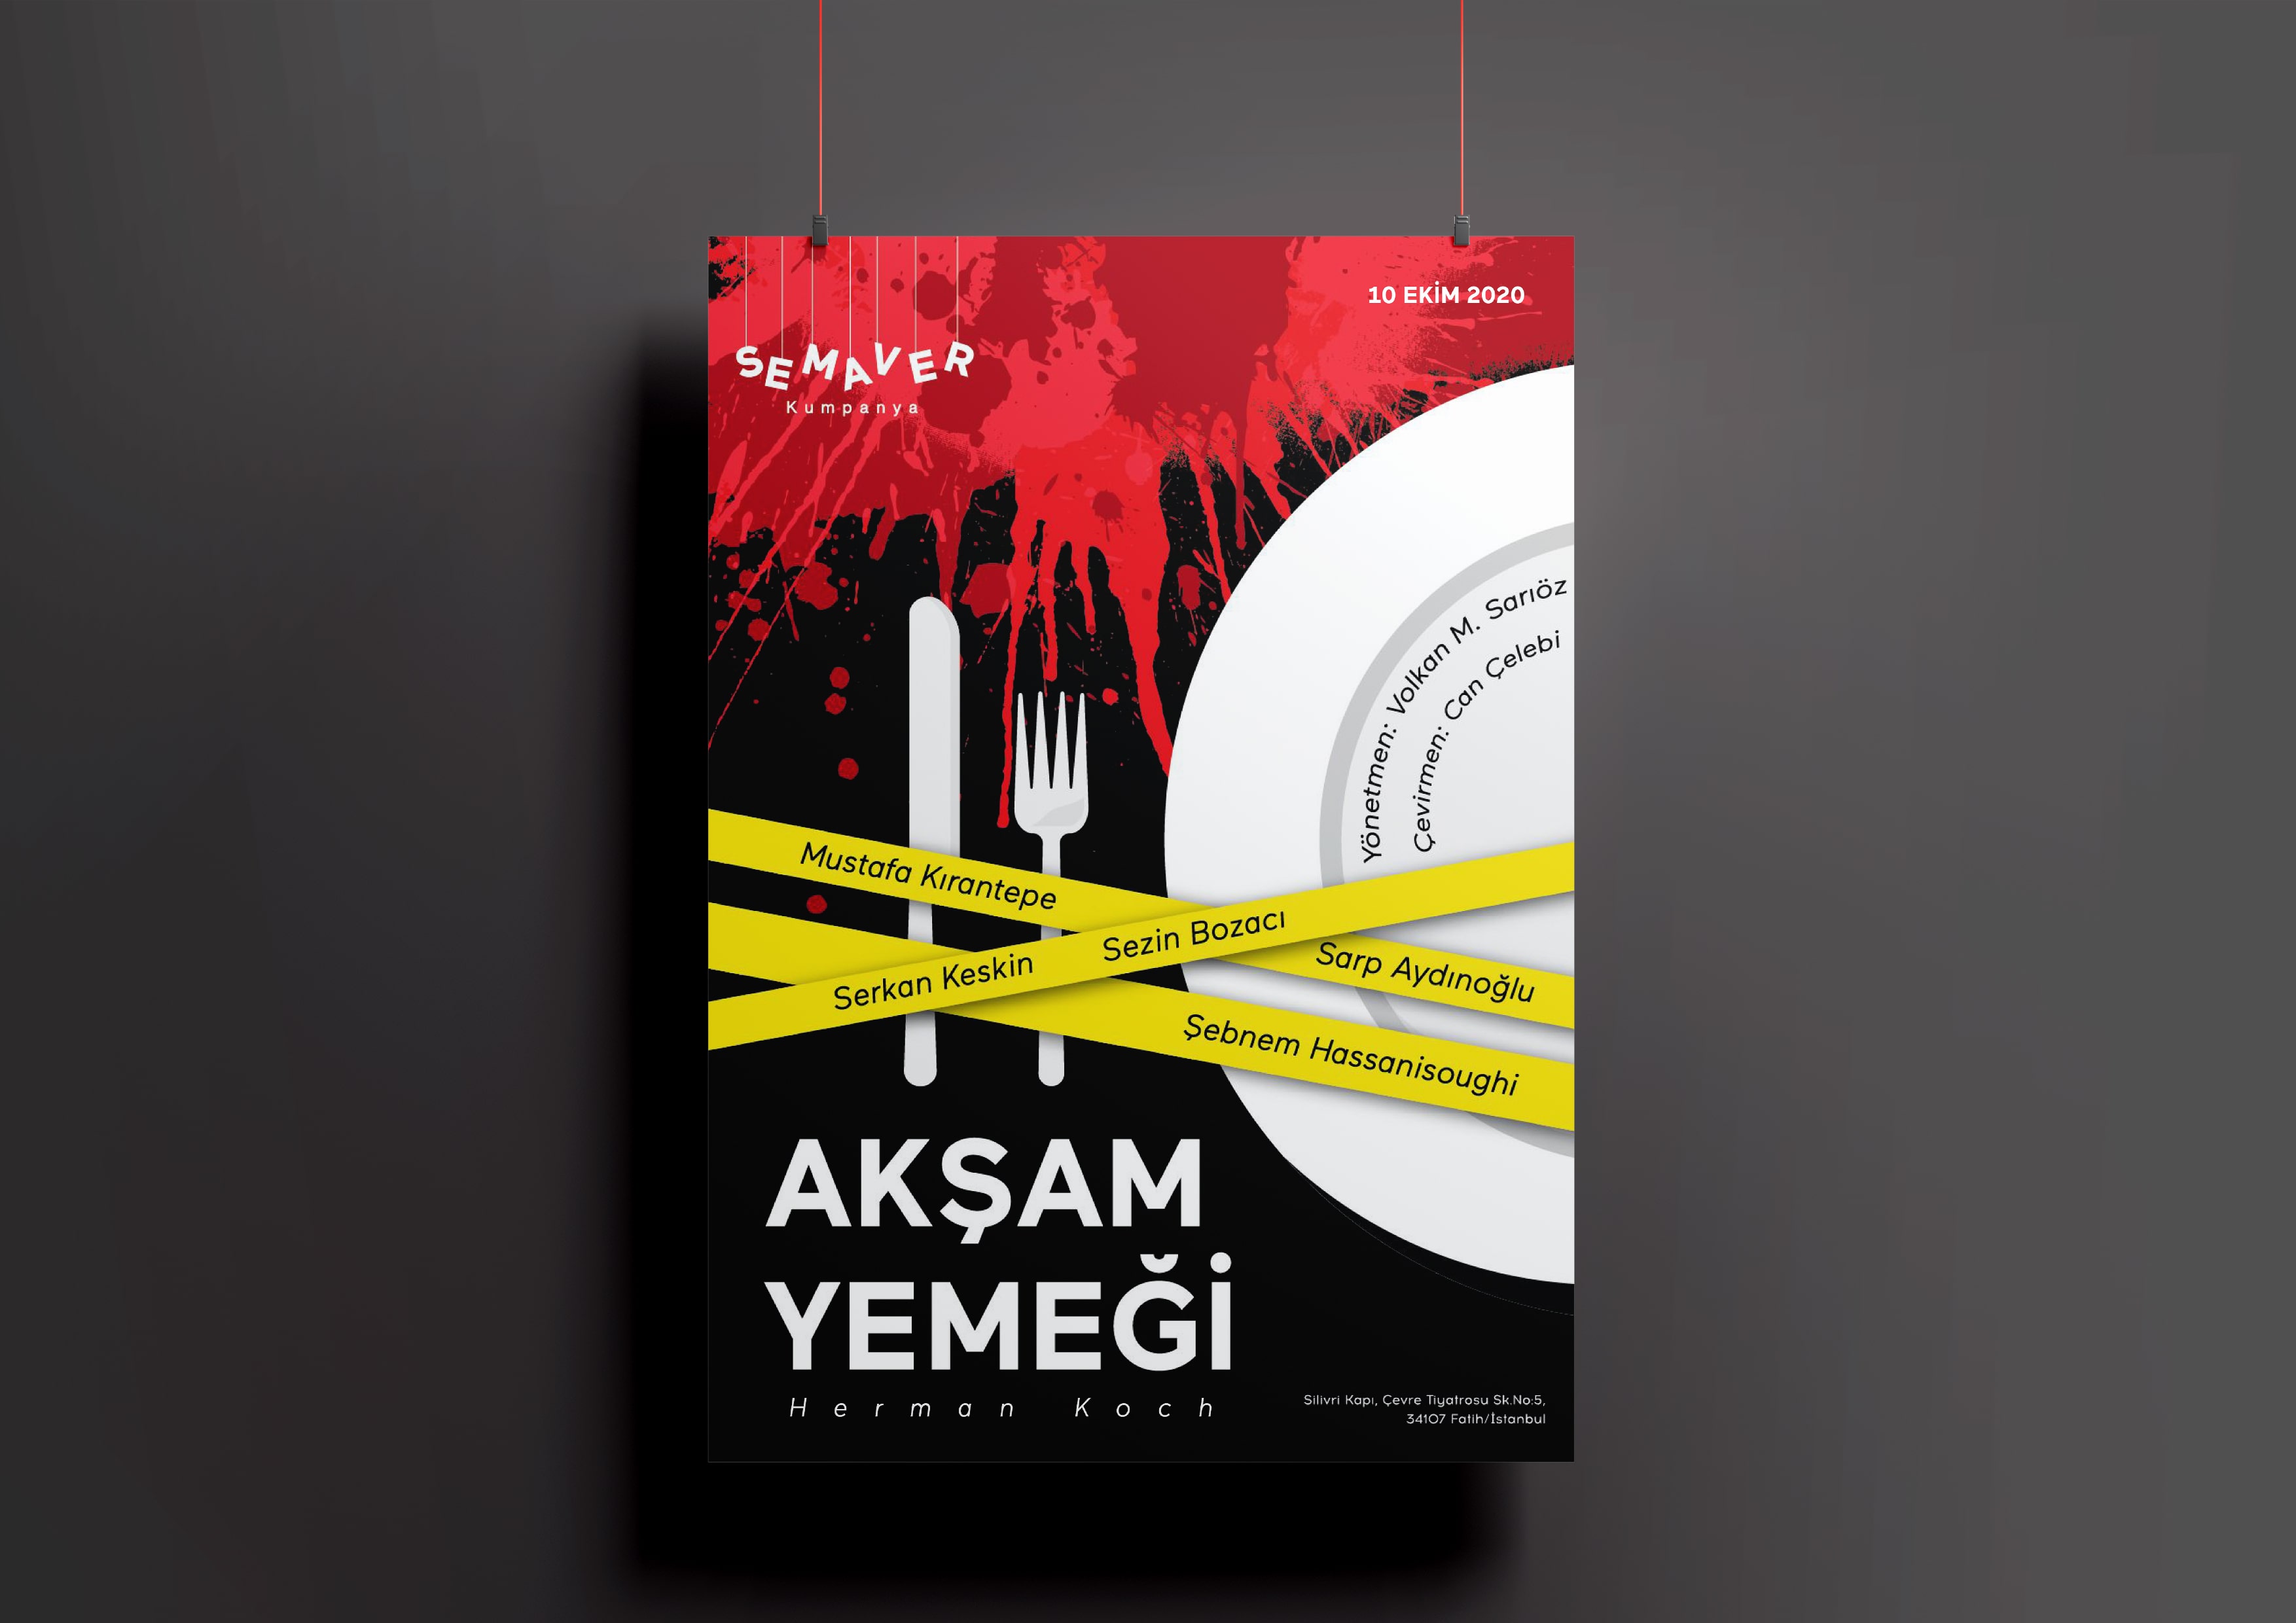 10 EKİM 2020
SEMAVER
Kumpanya
Yönetmen: Volkan M. Sarıöz
Çevirmen: Can Çelebi
Mustafa Kırantepe
Sezin Bozacı
Serkan Keskin
Sarp Aydınoğlu
Şebnem Hassanisoughi
AKŞAM
YEMEĞİ
Herman Koch
Silivri Kapı, Çevre Tiyatrosu Sk.No:5,
34107 Fatih/İstanbul